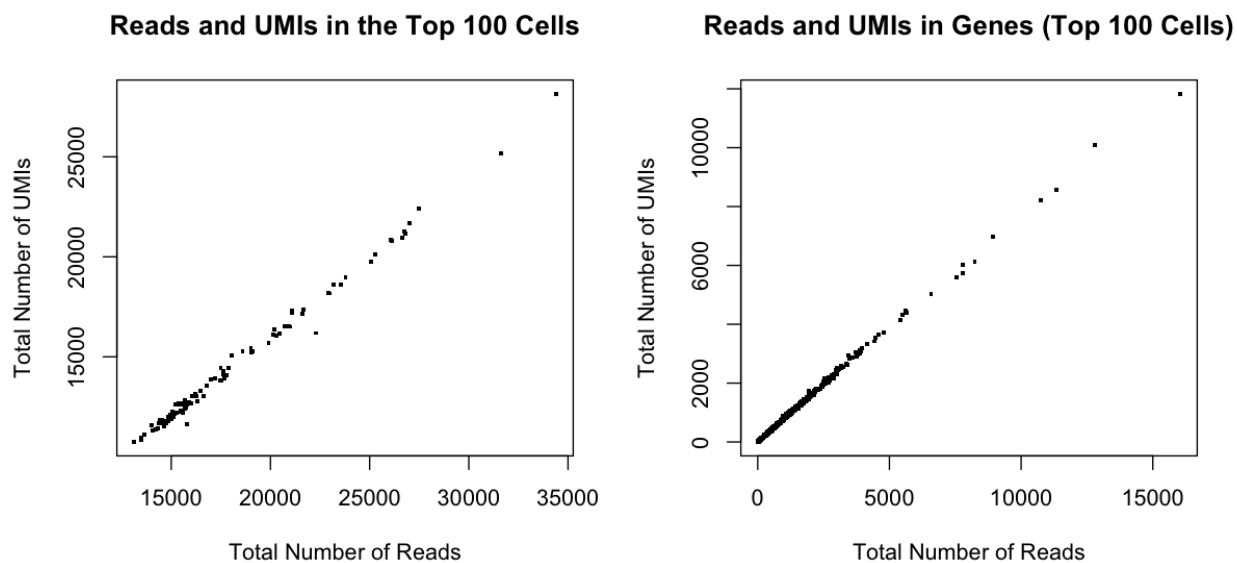 Reads and UMIs in the Top 100 Cells
Total Number of UMIs
25000
20000
15000
15000 20000 25000 30000 35000
Total Number of Reads
Reads and UMIs in Genes (Top 100 Cells)
Total Number of UMIs
10000
6000
2000
0
0 5000 10000 15000
Total Number of Reads